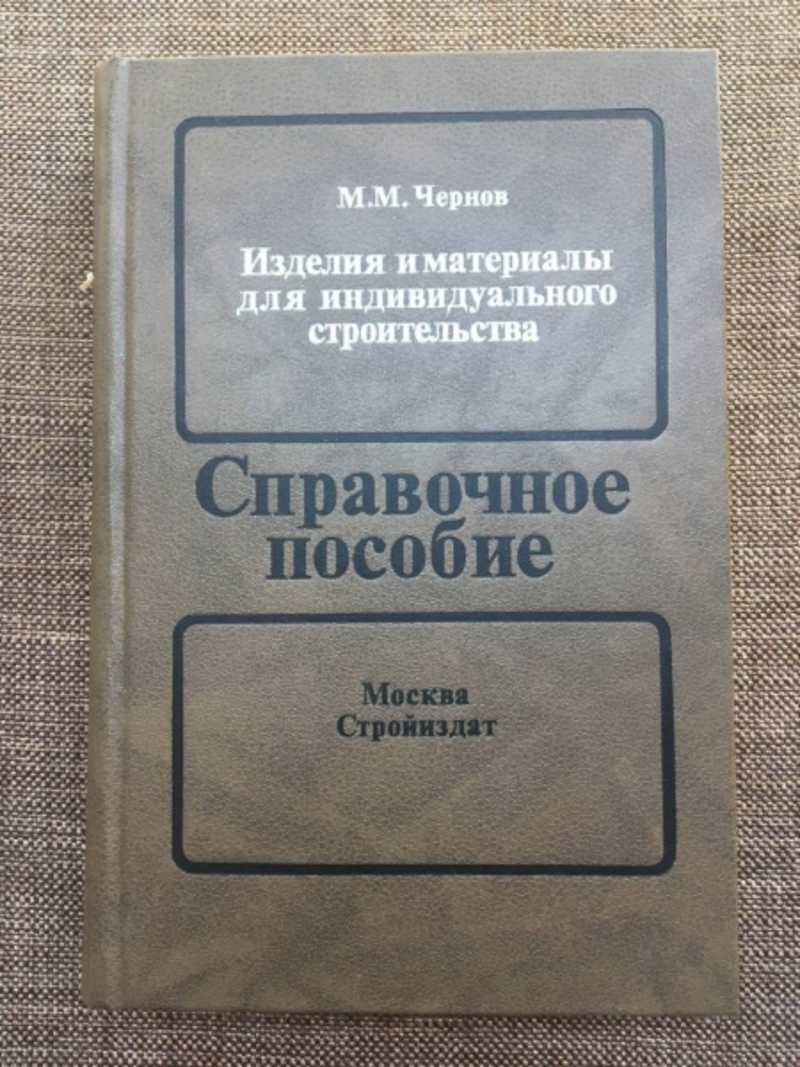 М.М. Чернов
Изделия и материалы
для индивидуального
строительства
Справочное
пособие
Москва
Стройиздат